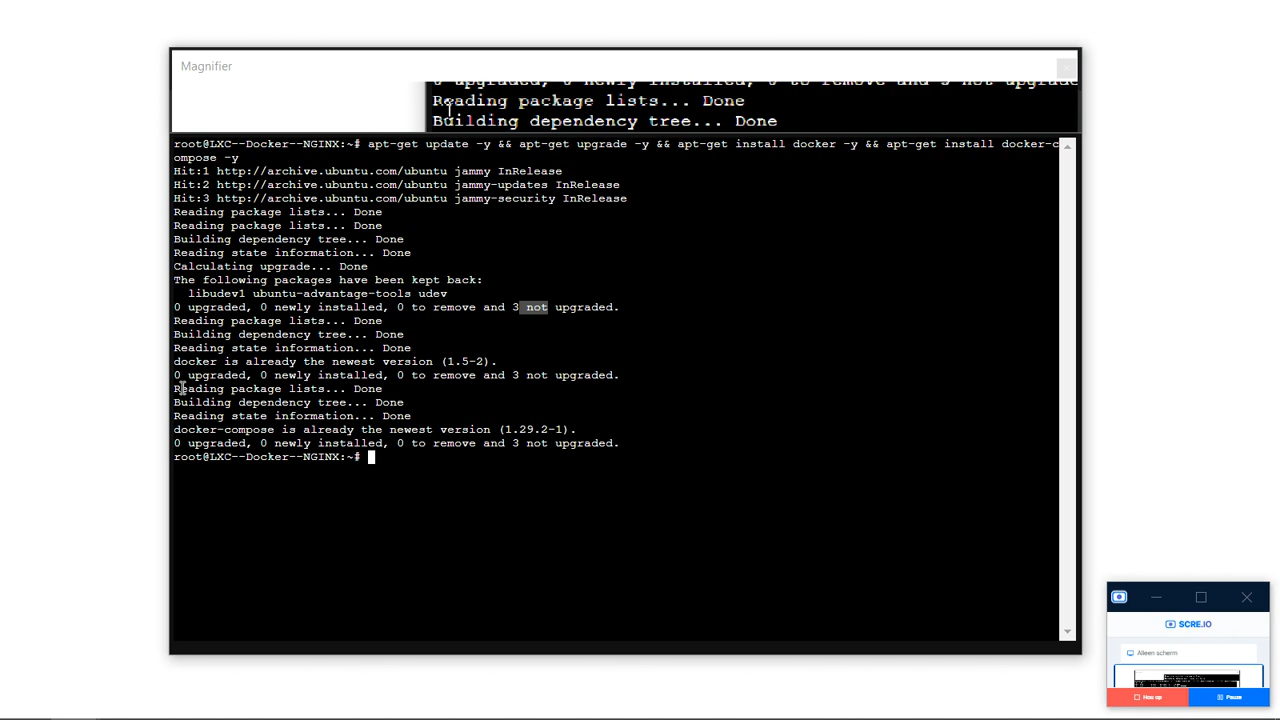 Magnifier
0 upgraded, 0 newly installed, 0 to remove and 3 not upgrade
Reading package lists... Done
Building dependency tree... Done
root@LXC--Docker--NGINX:~# apt-get update -y && apt-get upgrade -y && apt-get install docker -y && apt-get install docker-c
ompose -y
Hit:1 http://archive.ubuntu.com/ubuntu jammy InRelease
Hit:2 http://archive.ubuntu.com/ubuntu jammy-updates InRelease
Hit:3 http://archive.ubuntu.com/ubuntu jammy-security InRelease
Reading package lists... Done
Reading package lists... Done
Building dependency tree... Done
Reading state information... Done
Calculating upgrade... Done
The following packages have been kept back:
libudev1 ubuntu-advantage-tools udev
0 upgraded, 0 newly installed, 0 to remove and 3 not upgraded.
Reading package lists... Done
Building dependency tree... Done
Reading state information... Done
docker is already the newest version (1.5-2).
0 upgraded, 0 newly installed, 0 to remove and 3 not upgraded.
Reading package lists... Done
Building dependency tree... Done
Reading state information... Done
docker-compose is already the newest version (1.29.2-1).
0 upgraded, 0 newly installed, 0 to remove and 3 not upgraded.
root@LXC--Docker--NGINX:~#
SCRE.IO
Alleen scherm
Pause